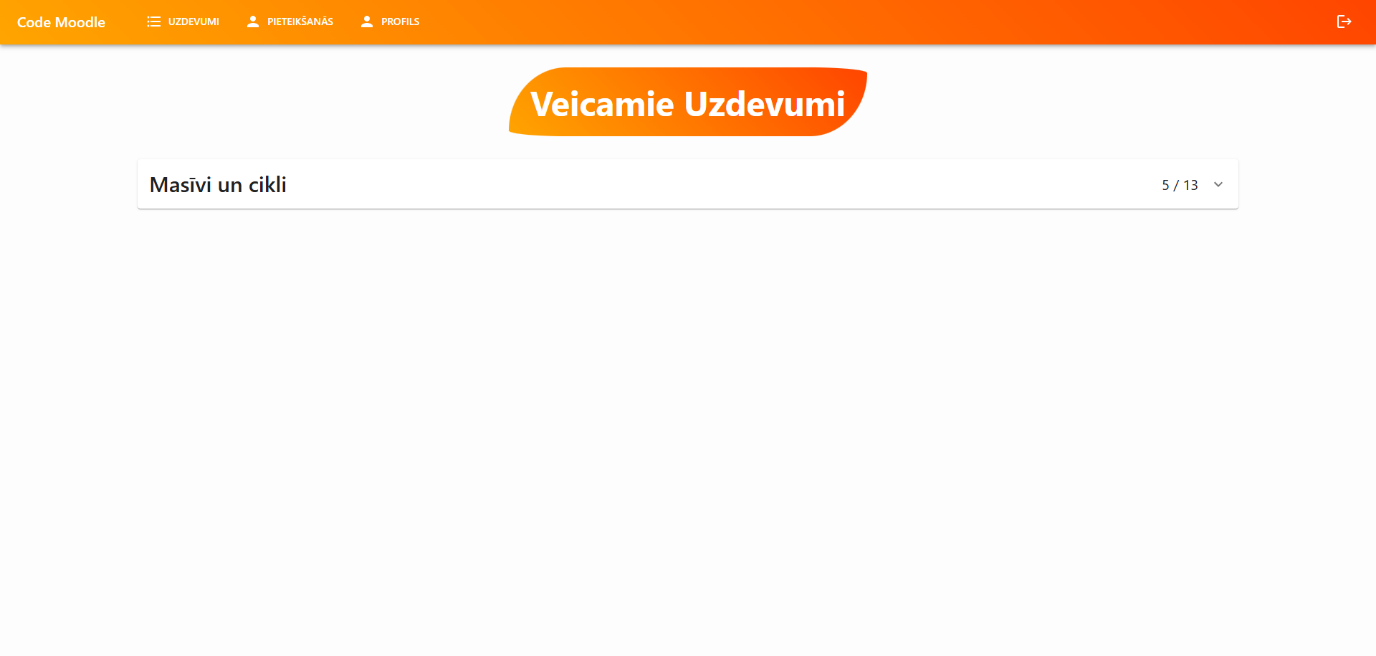 Code Moodle UZDEVUMI PIETEIKŠANĀS PROFILS
Veicamie Uzdevumi
Masīvi un cikli 5 / 13